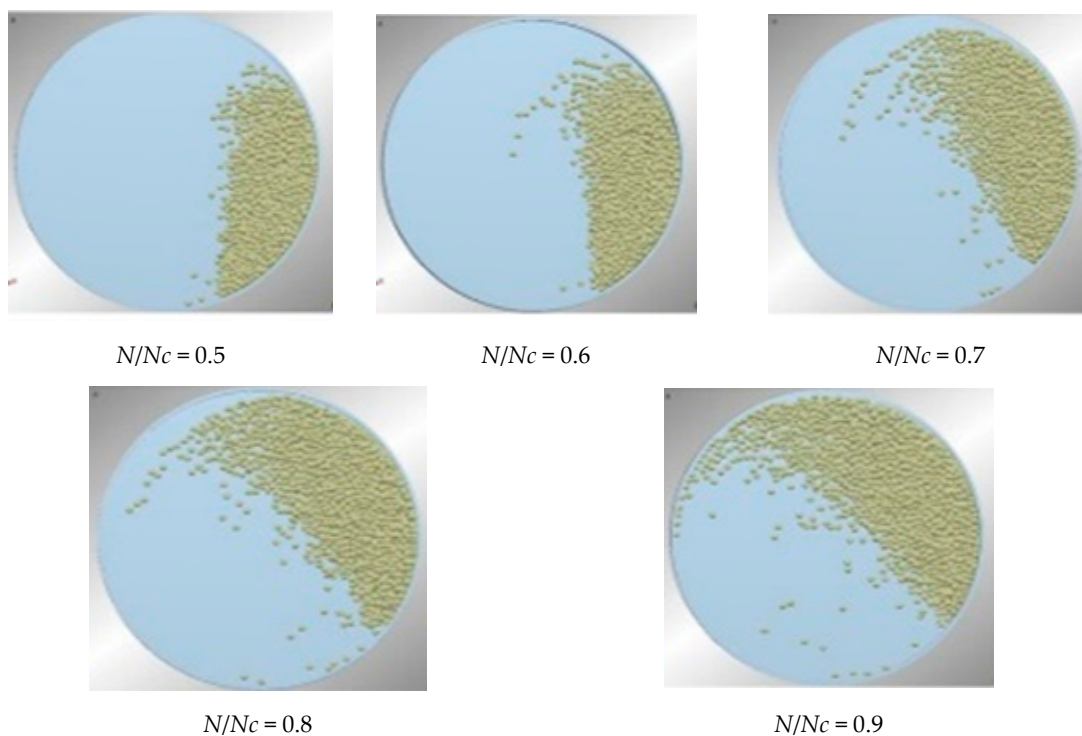 N/Nc = 0.5
N/Nc = 0.6
N/Nc = 0.7
N/Nc = 0.8
N/Nc = 0.9